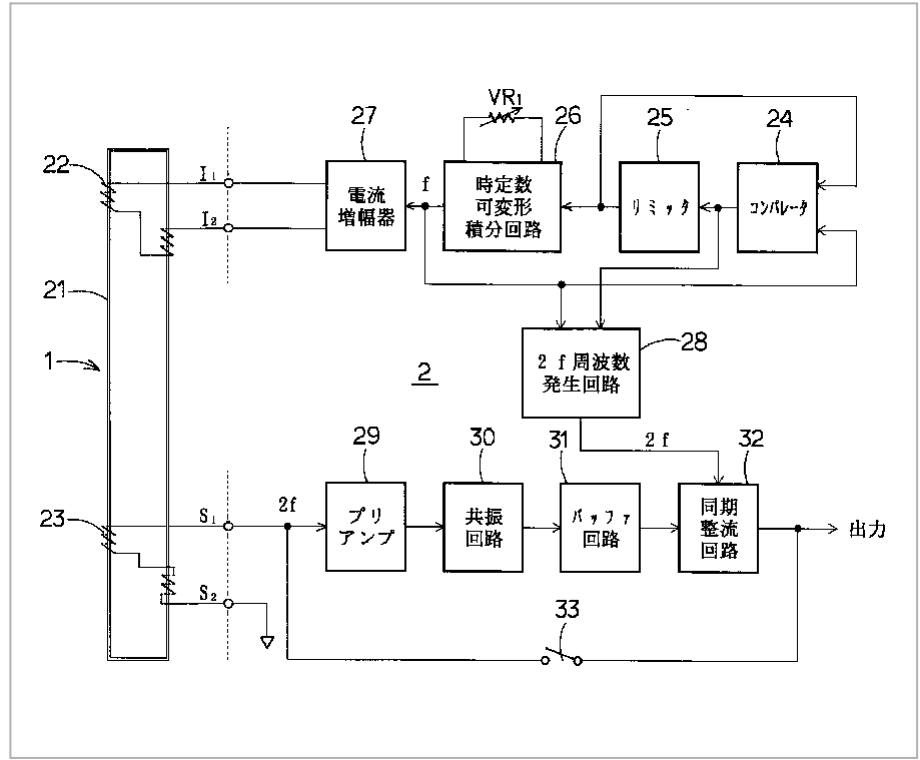 VR₁
27
26
25
24
22
I₁
電流
増幅器
f
時定数
可変形
積分回路
リミッタ
コンパレータ
I₂
21
1
2
2f周波数
発生回路
28
2f
29
30
31
32
23
S₁
2f
プリ
アンプ
共振
回路
バッファ
回路
同期
整流
回路
出力
S₂
33